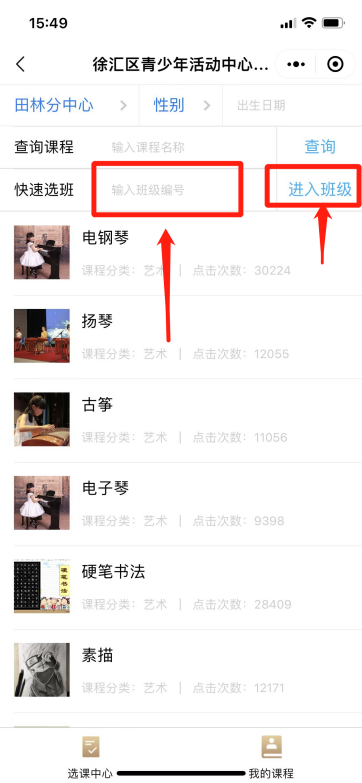 15:49
徐汇区青少年活动中心...
田林分中心 > 性别 > 出生日期
查询课程 输入课程名称 查询
快速选班 输入班级编号 进入班级
电钢琴
课程分类：艺术 | 点击次数：30224
扬琴
课程分类：艺术 | 点击次数：12055
古筝
课程分类：艺术 | 点击次数：11056
电子琴
课程分类：艺术 | 点击次数：9398
硬笔书法
硬笔书法
课程分类：艺术 | 点击次数：28409
素描
课程分类：艺术 | 点击次数：12171
选课中心 我的课程